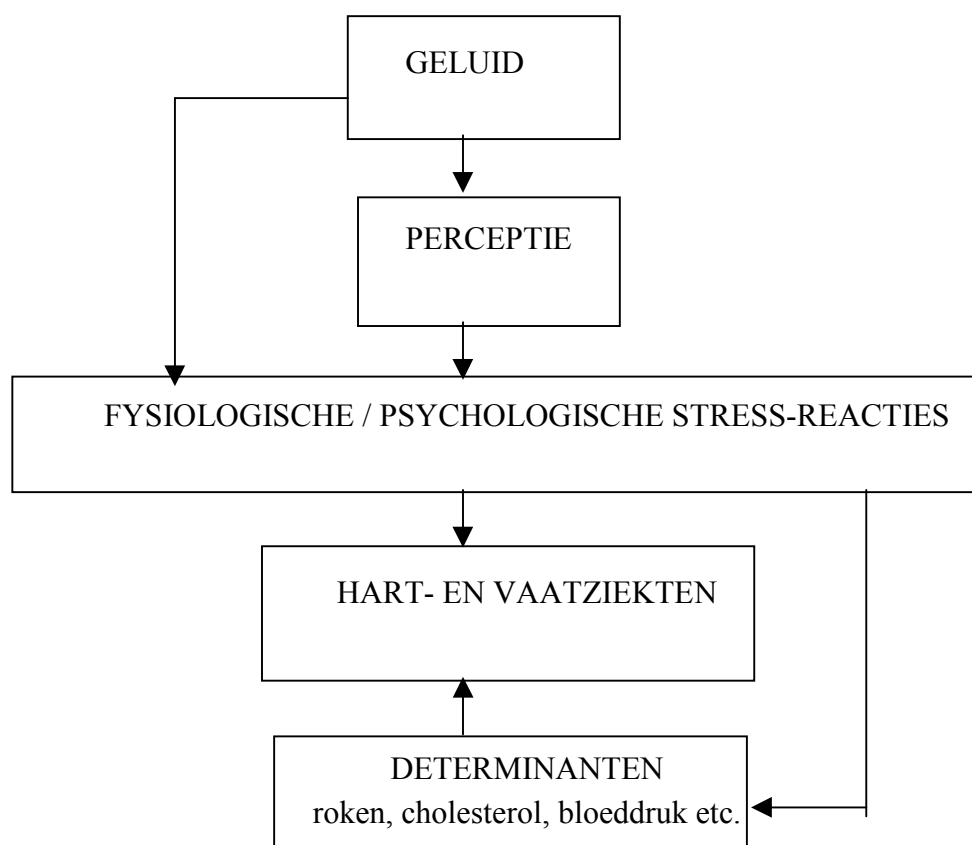 GELUID
PERCEPTIE
FYSIOLOGISCHE / PSYCHOLOGISCHE STRESS-REACTIES
HART- EN VAATZIEKTEN
DETERMINANTEN
roken, cholesterol, bloeddruk etc.